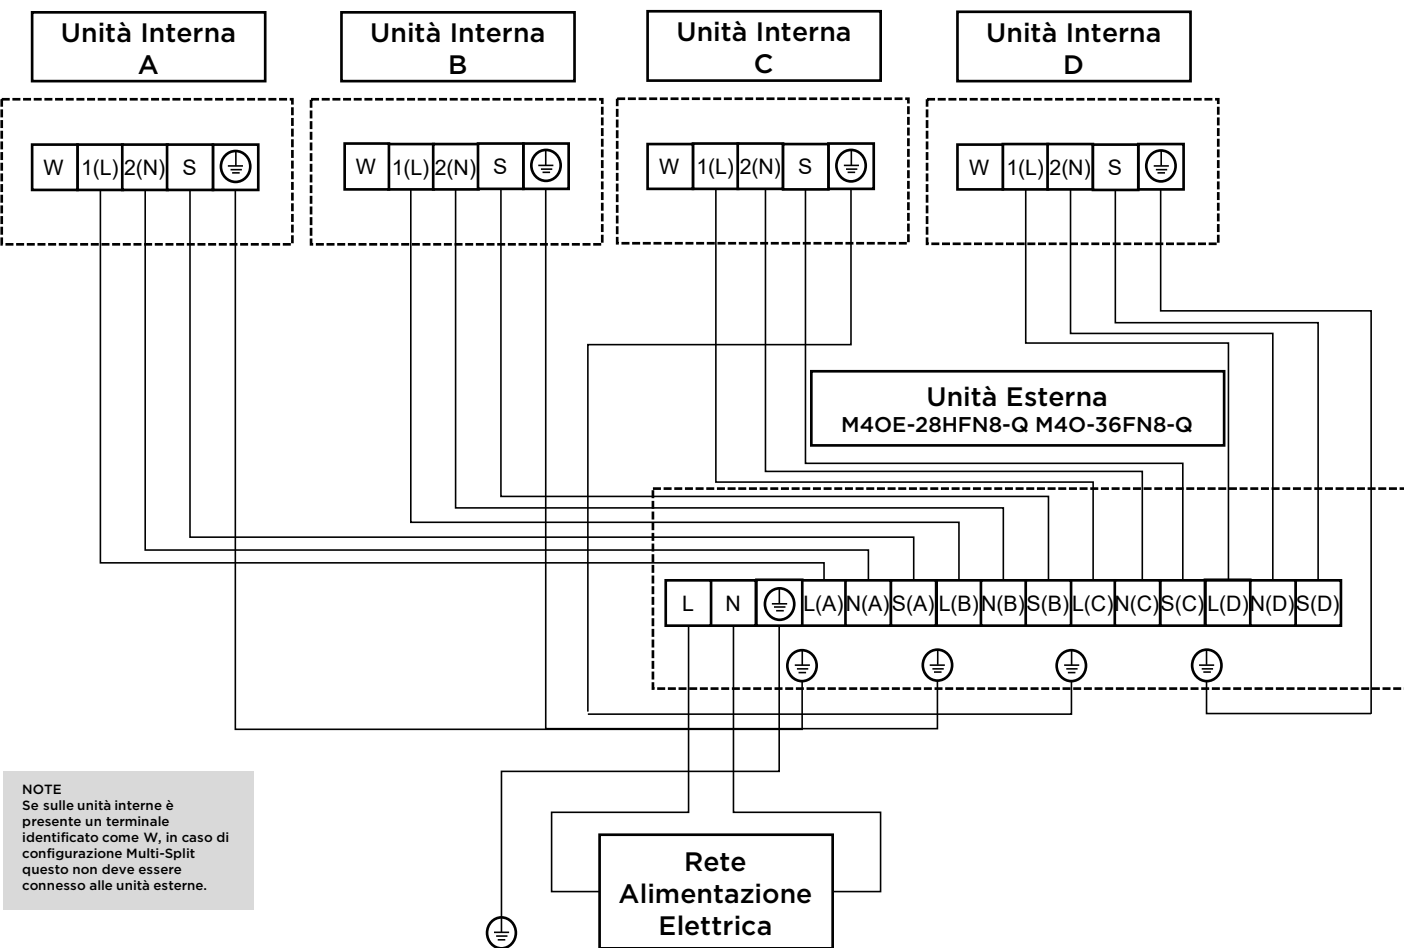 Unità Interna
A
Unità Interna
B
Unità Interna
C
Unità Interna
D
W 1(L) 2(N) S
W 1(L) 2(N) S
W 1(L) 2(N) S
W 1(L) 2(N) S
Unità Esterna
M4OE-28HFN8-Q M4O-36FN8-Q
L N L(A) N(A) S(A) L(B) N(B) S(B) L(C) N(C) S(C) L(D) N(D) S(D)
NOTE
Se sulle unità interne è
presente un terminale
identificato come W, in caso di
configurazione Multi-Split
questo non deve essere
connesso alle unità esterne.
Rete
Alimentazione
Elettrica